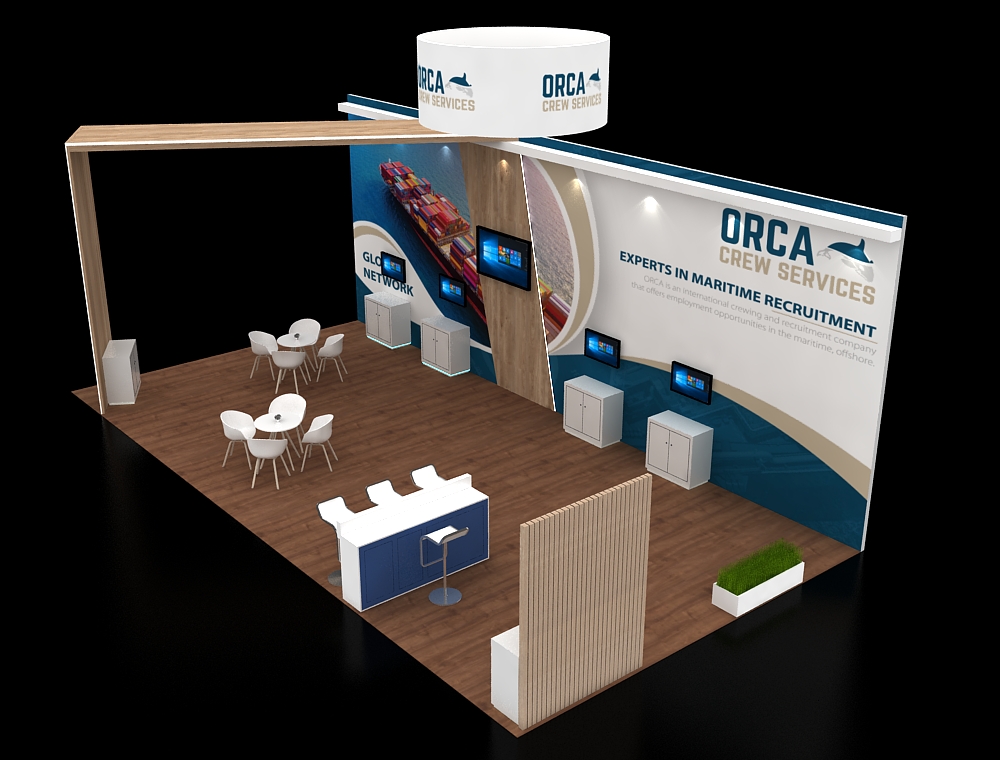 ORCA
CREW SERVICES
ORCA
CREW SERVICES
GLO
NETWORK
ORCA
CREW SERVICES
EXPERTS IN MARITIME RECRUITMENT
ORCA is an international crewing and recruitment company
that offers employment opportunities in the maritime, offshore.